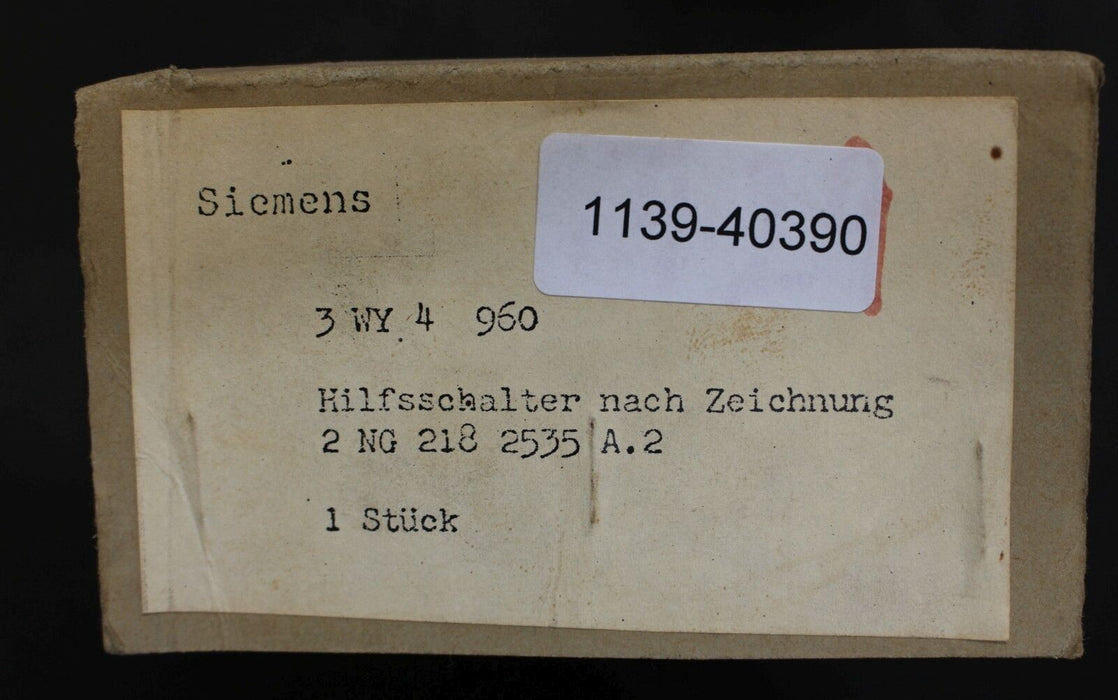 Siemens
1139-40390
3 WY 4 960
Hilfsschalter nach Zeichnung
2 NG 218 2535 A.2
1 Stück